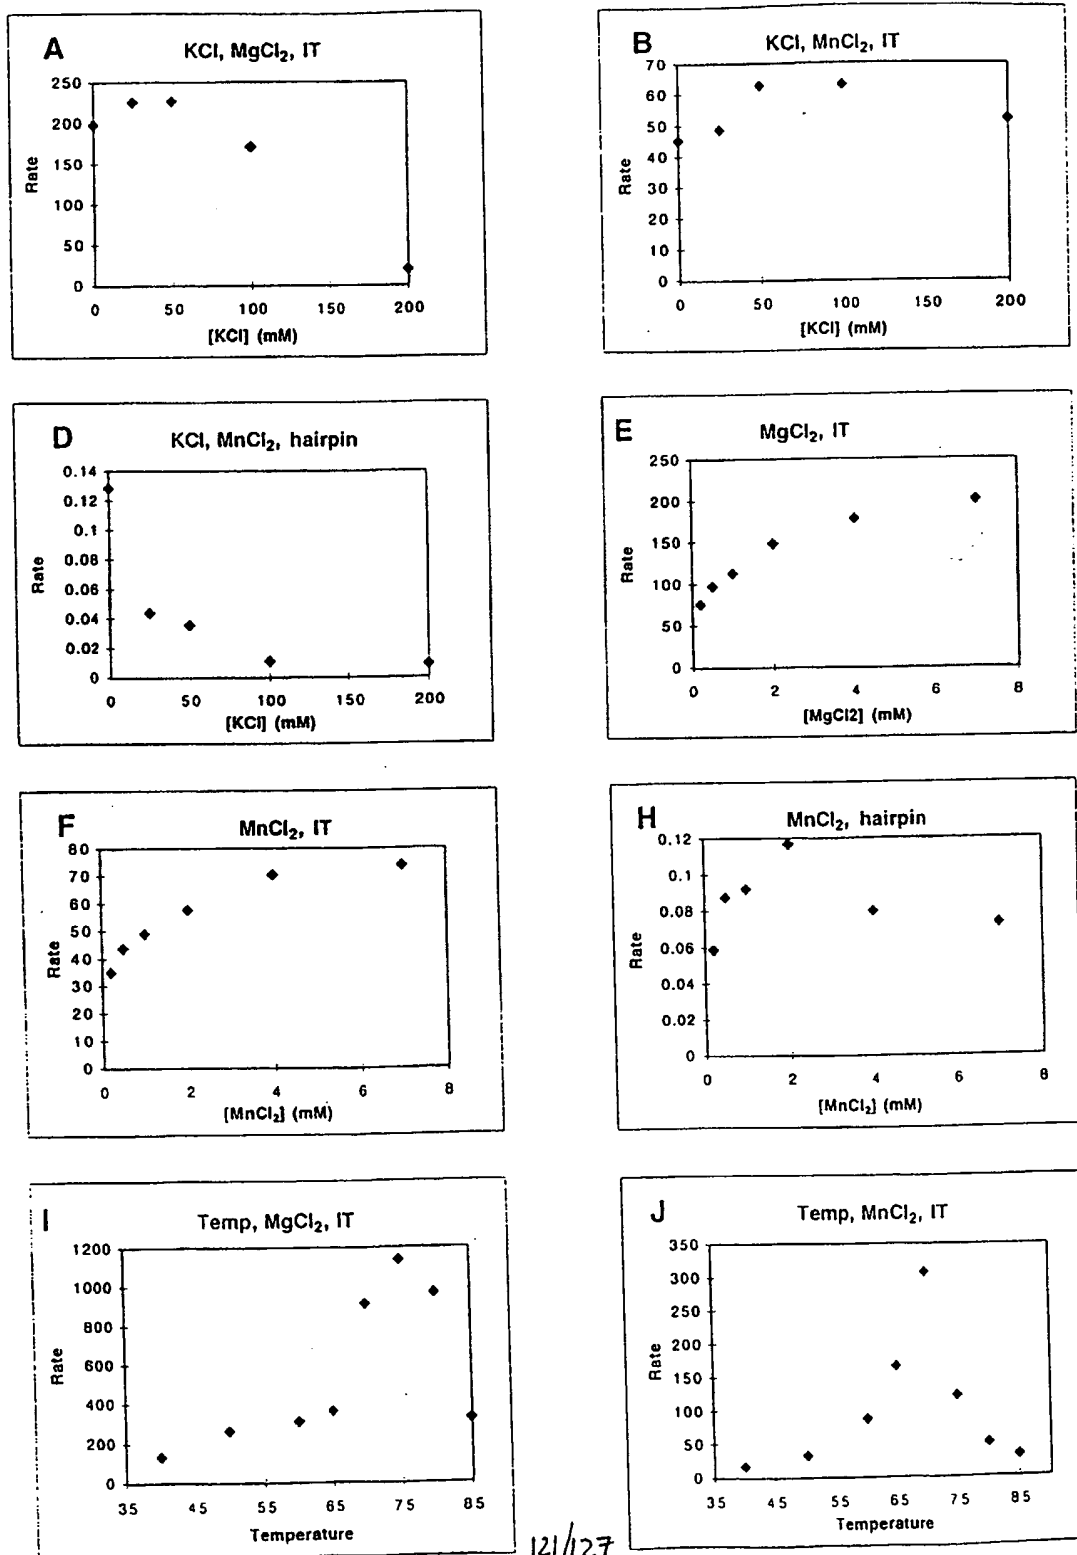 A
KCl, MgCl₂, IT
250
200
150
100
50
0
Rate
0 50 100 150 200
[KCl] (mM)
B
KCl, MnCl₂, IT
70
60
50
40
30
20
10
0
Rate
0 50 100 150 200
[KCl] (mM)
D
KCl, MnCl₂, hairpin
0.14
0.12
0.1
0.08
0.06
0.04
0.02
0
Rate
0 50 100 150 200
[KCl] (mM)
E
MgCl₂, IT
250
200
150
100
50
0
Rate
0 2 4 6 8
[MgCl2] (mM)
F
MnCl₂, IT
80
70
60
50
40
30
20
10
0
Rate
0 2 4 6 8
[MnCl₂] (mM)
H
MnCl₂, hairpin
0.12
0.1
0.08
0.06
0.04
0.02
0
Rate
0 2 4 6 8
[MnCl₂] (mM)
I
Temp, MgCl₂, IT
1200
1000
800
600
400
200
0
Rate
35 45 55 65 75 85
Temperature
J
Temp, MnCl₂, IT
350
300
250
200
150
100
50
0
Rate
35 45 55 65 75 85
Temperature
121/127